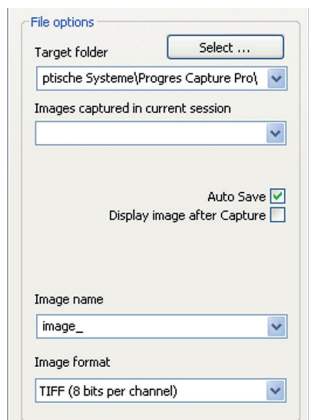 File options
Target folder
Select ...
ptische Systeme\Progres Capture Pro\
Images captured in current session
Auto Save
Display image after Capture
Image name
image_
Image format
TIFF (8 bits per channel)